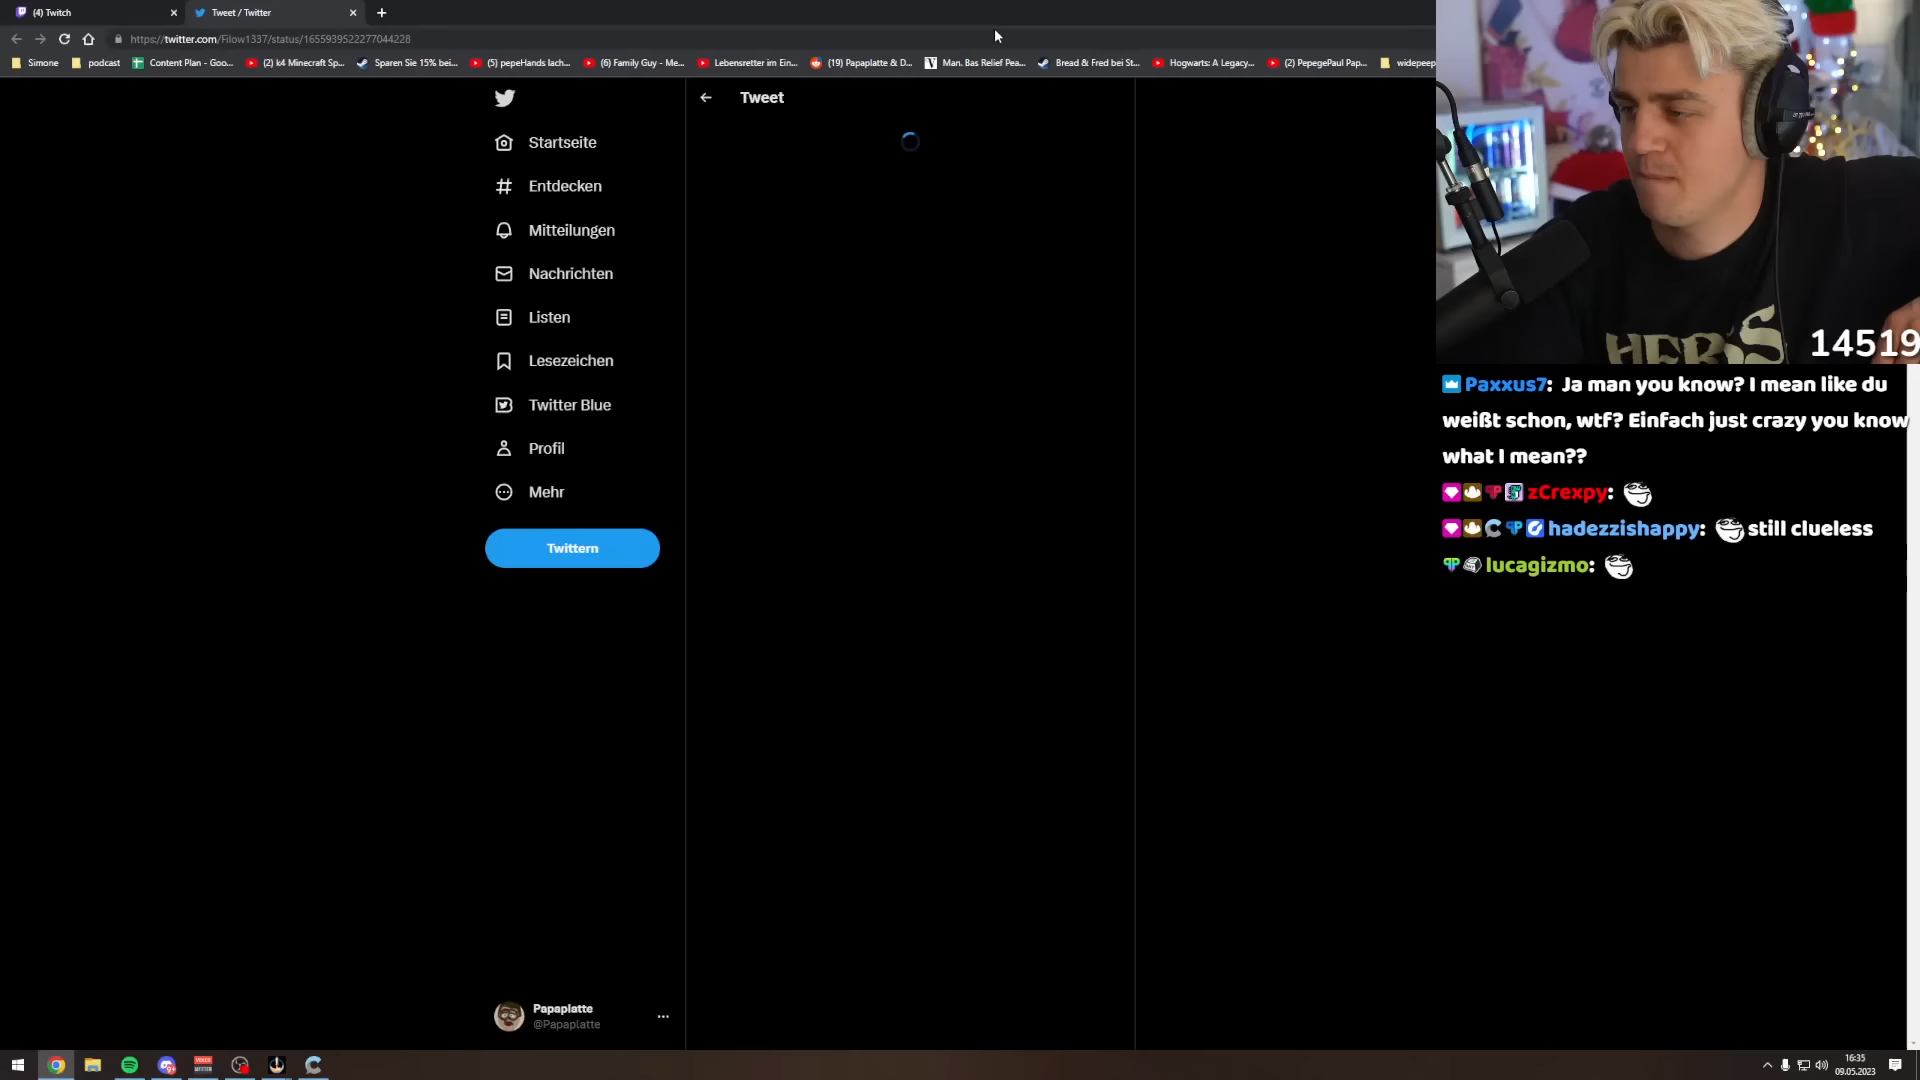 (4) Twitch
Tweet / Twitter
https://twitter.com/Filow1337/status/1655939522277044228
Simone
podcast
Content Plan - Goo...
(2) k4 Minecraft Sp...
Sparen Sie 15% bei...
(5) pepeHands lach...
(6) Family Guy - Me...
Lebensretter im Ein...
(19) Papaplatte & D...
Man. Bas Relief Pea...
Bread & Fred bei St...
Hogwarts: A Legacy...
(2) PepegePaul Pap...
widepeep
Tweet
Startseite
Entdecken
Mitteilungen
Nachrichten
Listen
Lesezeichen
Twitter Blue
Profil
Mehr
Twittern
Papaplatte
@Papaplatte
14519
Paxxus7: Ja man you know? I mean like du
weißt schon, wtf? Einfach just crazy you know
what I mean??
zCrexpy:
hadezzishappy: still clueless
lucagizmo:
16:35
09.05.2023